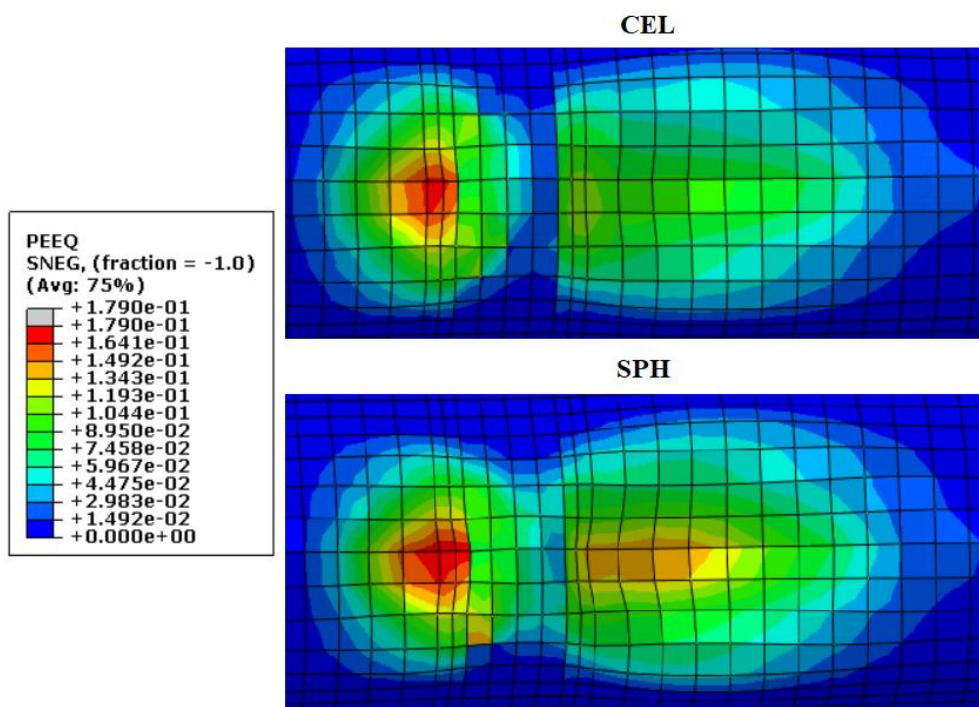 CEL
PEEQ
SNEG, (fraction = -1.0)
(Avg: 75%)
+1.790e-01
+1.790e-01
+1.641e-01
+1.492e-01
+1.343e-01
+1.193e-01
+1.044e-01
+8.950e-02
+7.458e-02
+5.967e-02
+4.475e-02
+2.983e-02
+1.492e-02
+0.000e+00
SPH